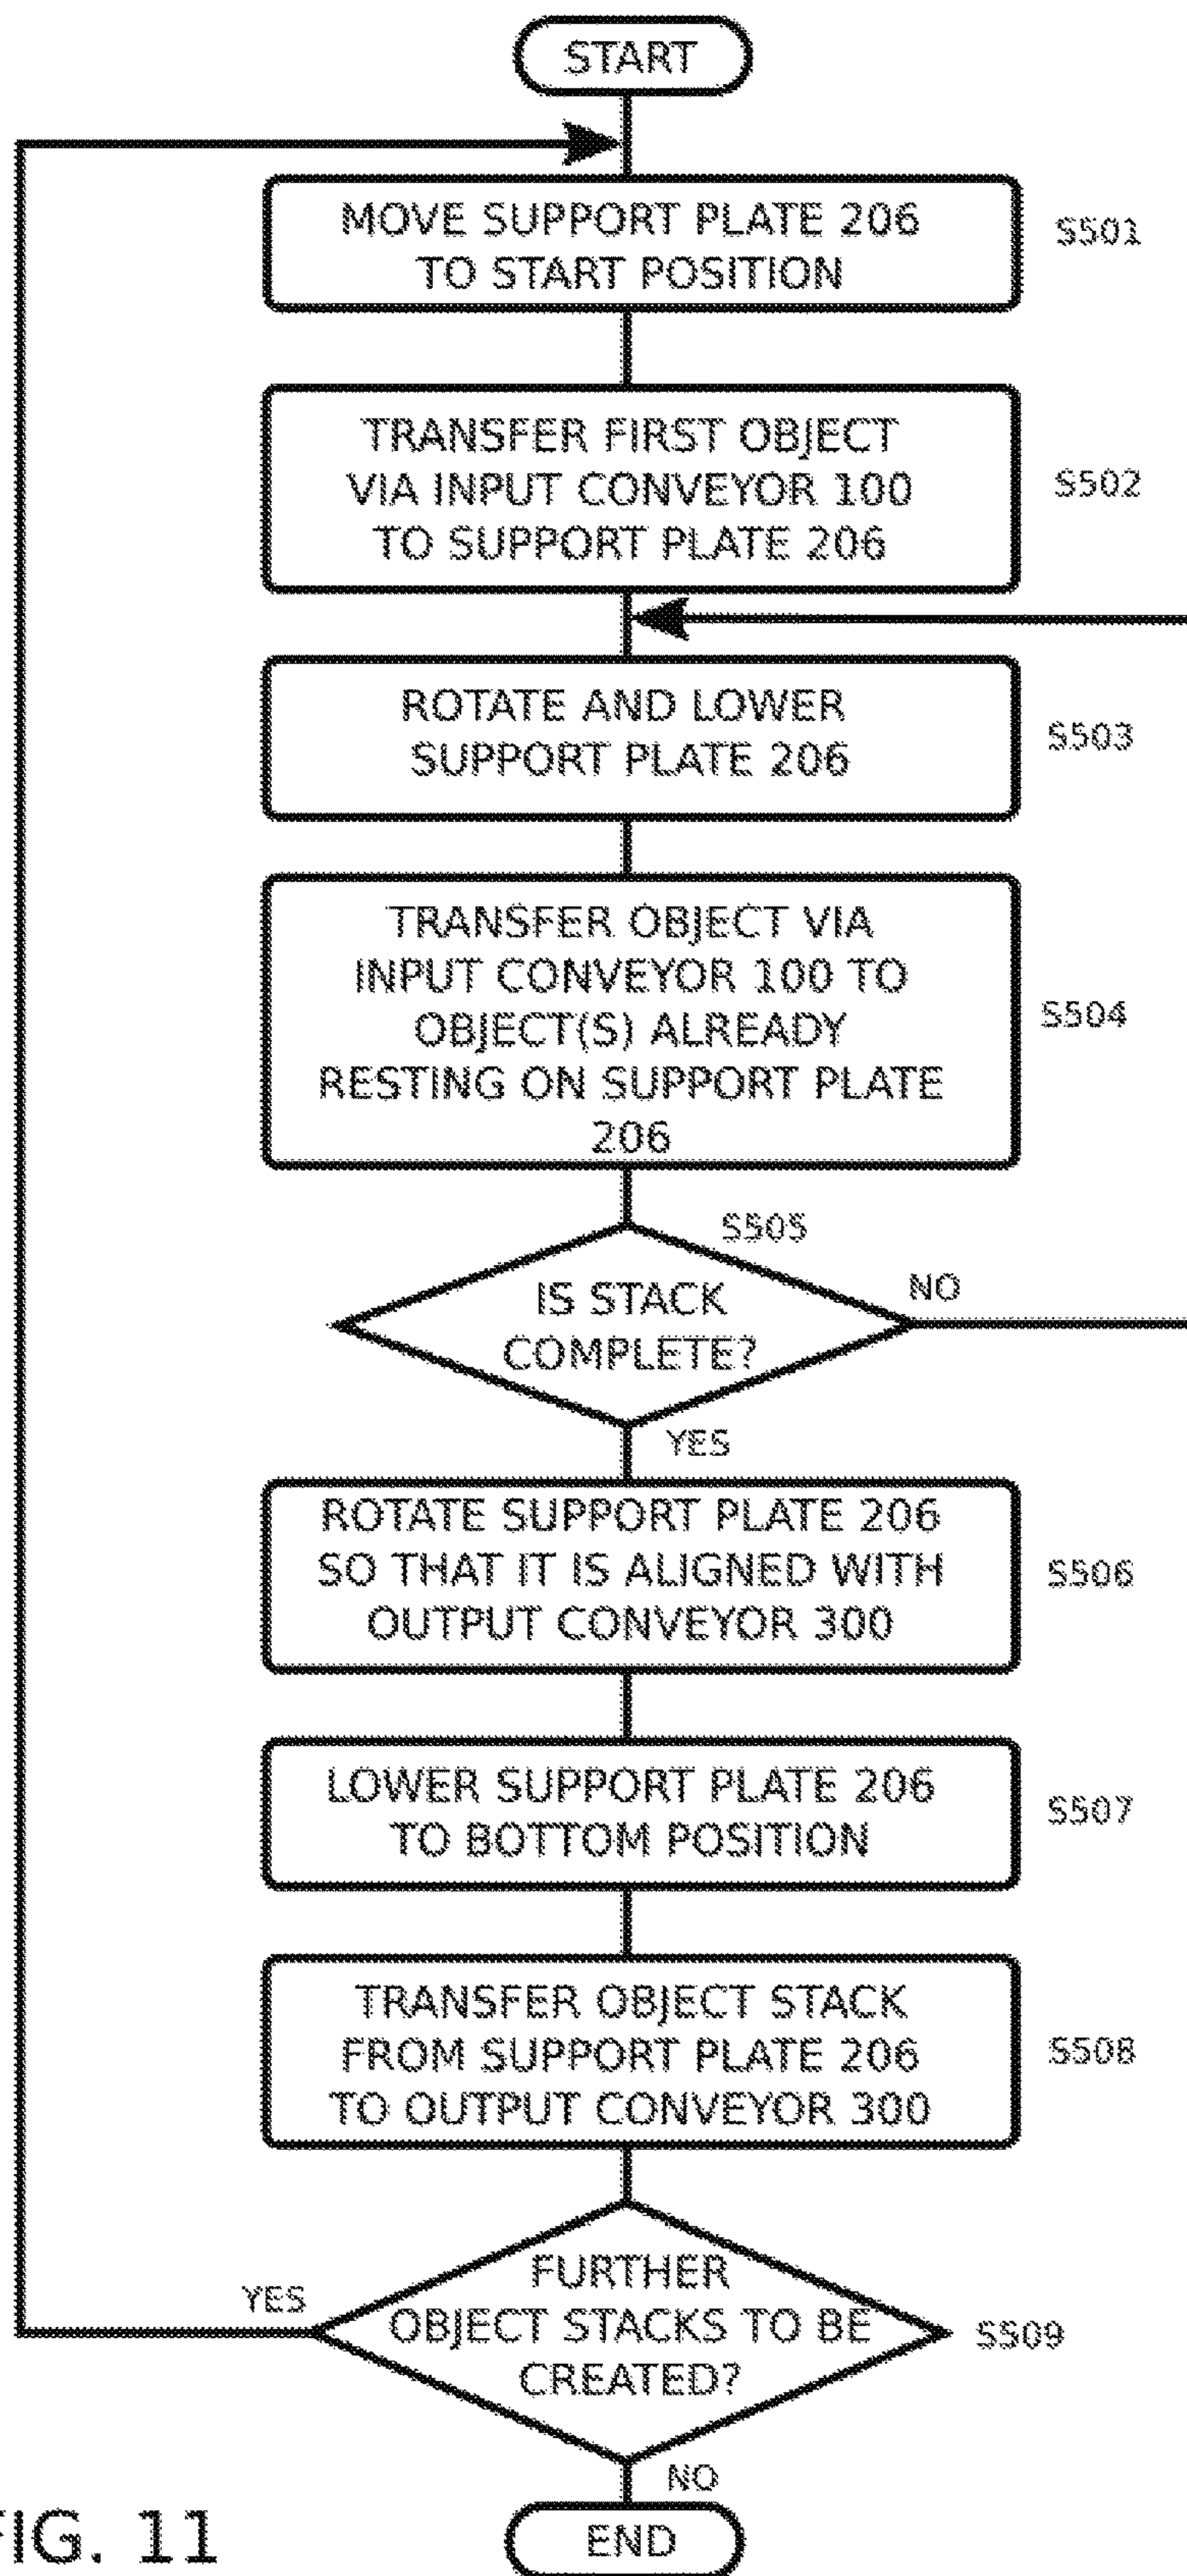 START
MOVE SUPPORT PLATE 206
TO START POSITION
S501
TRANSFER FIRST OBJECT
VIA INPUT CONVEYOR 100
TO SUPPORT PLATE 206
S502
ROTATE AND LOWER
SUPPORT PLATE 206
S503
TRANSFER OBJECT VIA
INPUT CONVEYOR 100 TO
OBJECT(S) ALREADY
RESTING ON SUPPORT PLATE
206
S504
S505
IS STACK
COMPLETE?
NO
YES
ROTATE SUPPORT PLATE 206
SO THAT IT IS ALIGNED WITH
OUTPUT CONVEYOR 300
S506
LOWER SUPPORT PLATE 206
TO BOTTOM POSITION
S507
TRANSFER OBJECT STACK
FROM SUPPORT PLATE 206
TO OUTPUT CONVEYOR 300
S508
YES
FURTHER
OBJECT STACKS TO BE
CREATED?
S509
NO
END
FIG. 11